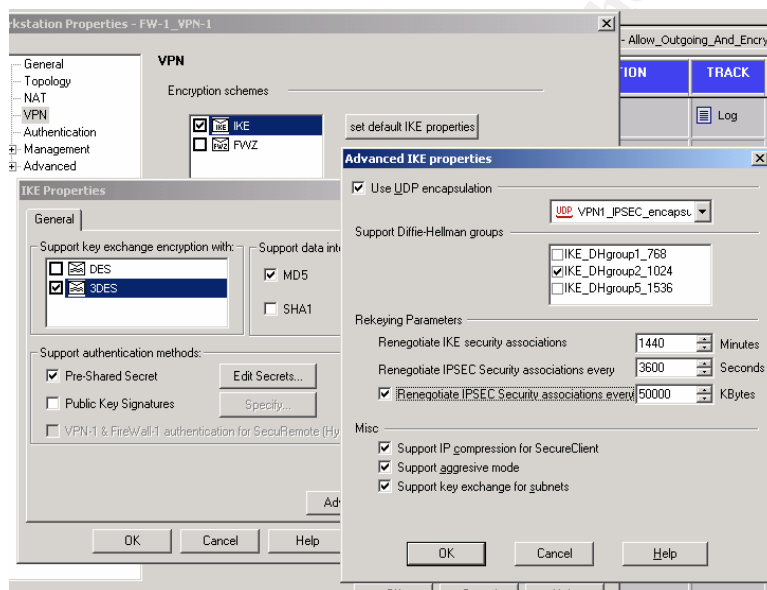 rkstation Properties - FW-1_VPN-1
- Allow_Outgoing_And_Encry
General
Topology
NAT
VPN
Authentication
Management
Advanced
VPN
Encryption schemes
IKE IKE
FWZ FWZ
set default IKE properties
TION
TRACK
Log
IKE Properties
General
Support key exchange encryption with:
DES
3DES
Support data inte
MD5
SHA1
Support authentication methods:
Pre-Shared Secret
Edit Secrets...
Public Key Signatures
Specify...
VPN-1 & FireWall-1 authentication for SecuRemote (Hy
Ad
OK
Cancel
Help
Advanced IKE properties
Use UDP encapsulation
UDP VPN1_IPSEC_encapsu
Support Diffie-Hellman groups
IKE_DHgroup1_768
IKE_DHgroup2_1024
IKE_DHgroup5_1536
Rekeying Parameters
Renegotiate IKE security associations
1440
Minutes
Renegotiate IPSEC Security associations every
3600
Seconds
Renegotiate IPSEC Security associations every
50000
KBytes
Misc
Support IP compression for SecureClient
Support aggresive mode
Support key exchange for subnets
OK
Cancel
Help